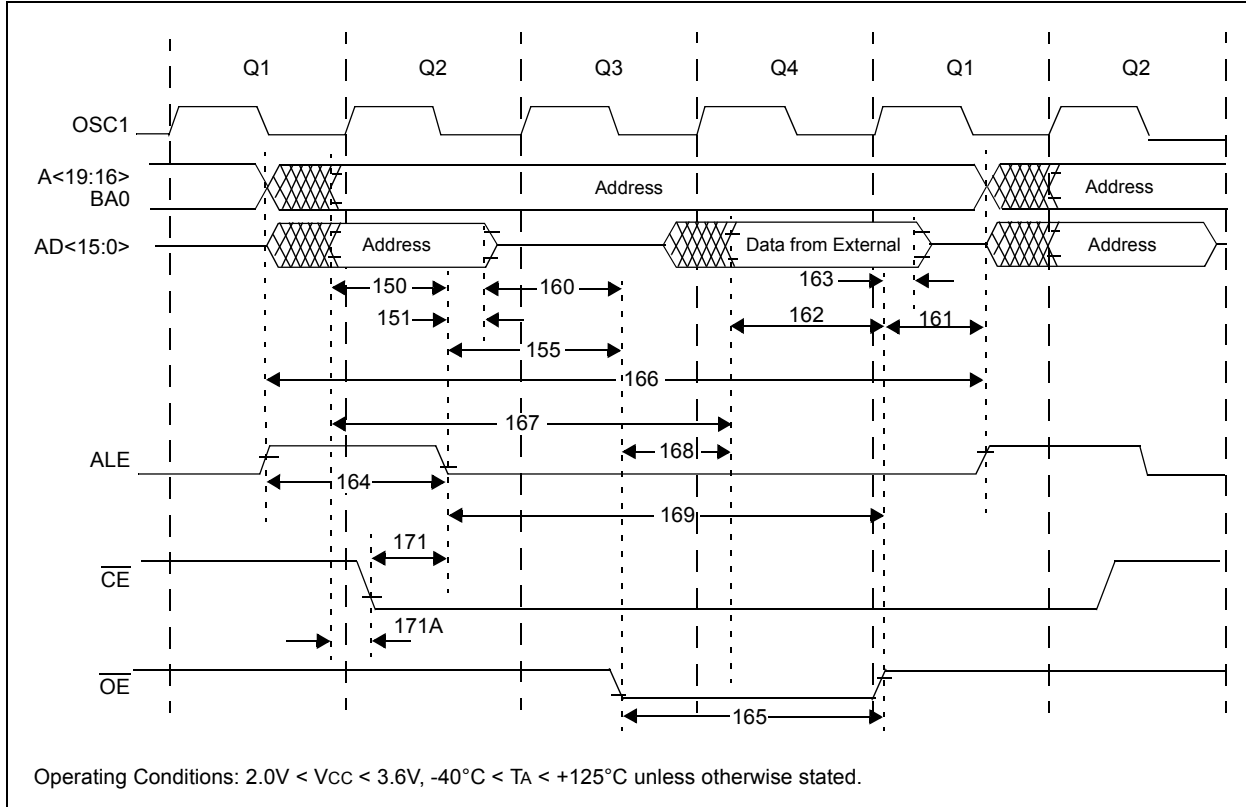 Q1 Q2 Q3 Q4 Q1 Q2
OSC1
A<19:16>
BA0
Address Address
AD<15:0>
Address Data from External Address
150 160 163
151 162 161
155
166
167
168
ALE
164
169
171
CE
171A
OE
165
Operating Conditions: 2.0V < VCC < 3.6V, -40°C < TA < +125°C unless otherwise stated.